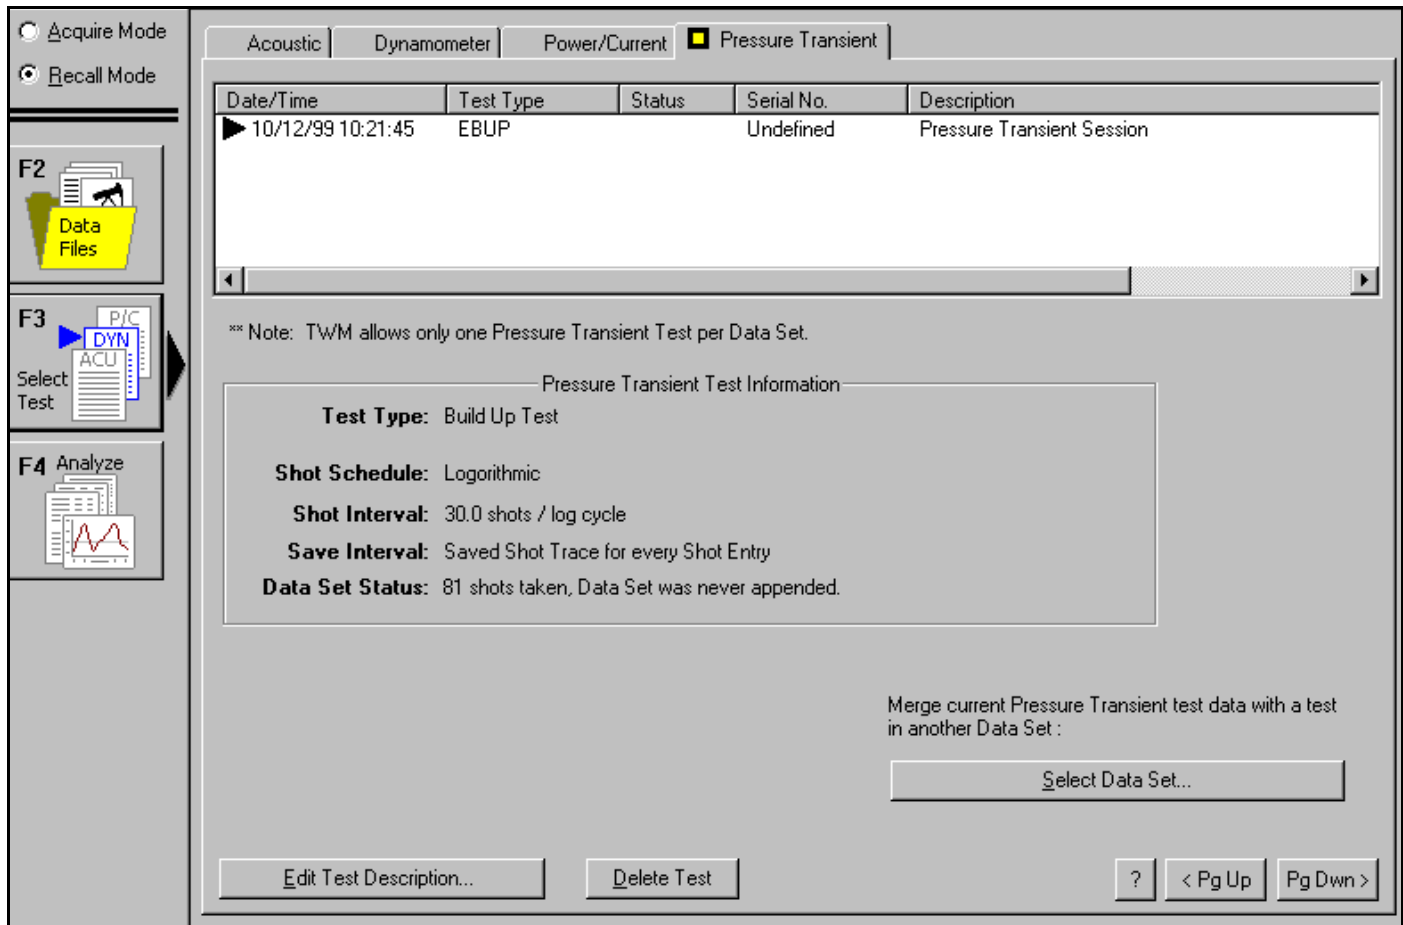 Acquire Mode
Recall Mode
F2
Data
Files
F3
P/C
DYN
ACU
Select
Test
F4 Analyze
Acoustic
Dynamometer
Power/Current
Pressure Transient
Date/Time Test Type Status Serial No. Description
10/12/99 10:21:45 EBUP Undefined Pressure Transient Session
** Note: TWM allows only one Pressure Transient Test per Data Set.
Pressure Transient Test Information
Test Type: Build Up Test
Shot Schedule: Logorithmic
Shot Interval: 30.0 shots / log cycle
Save Interval: Saved Shot Trace for every Shot Entry
Data Set Status: 81 shots taken, Data Set was never appended.
Merge current Pressure Transient test data with a test
in another Data Set :
Select Data Set...
Edit Test Description...
Delete Test
?
< Pg Up
Pg Dwn >